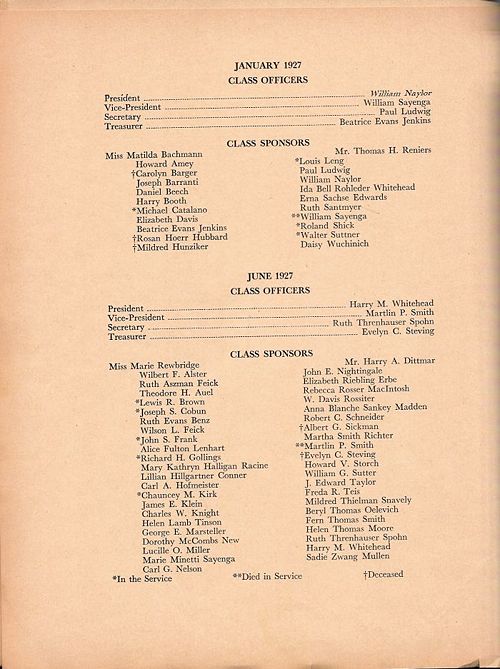 JANUARY 1927
CLASS OFFICERS
President ........ William Naylor
Vice-President ........ William Sayenga
Secretary ........ Paul Ludwig
Treasurer ........ Beatrice Evans Jenkins
CLASS SPONSORS
Miss Matilda Bachmann
Howard Amey
†Carolyn Barger
Joseph Barranti
Daniel Beech
Harry Booth
*Michael Catalano
Elizabeth Davis
Beatrice Evans Jenkins
†Rosan Hoerr Hubbard
†Mildred Hunziker
Mr. Thomas H. Reniers
*Louis Leng
Paul Ludwig
William Naylor
Ida Bell Rohleder Whitehead
Erna Sachse Edwards
Ruth Santmyer
**William Sayenga
*Roland Shick
*Walter Suttner
Daisy Wuchinich
JUNE 1927
CLASS OFFICERS
President ........ Harry M. Whitehead
Vice-President ........ Martlin P. Smith
Secretary ........ Ruth Threnhauser Spohn
Treasurer ........ Evelyn C. Steving
CLASS SPONSORS
Miss Marie Rewbridge
Wilbert F. Alster
Ruth Aszman Feick
Theodore H. Auel
*Lewis R. Brown
*Joseph S. Cobun
Ruth Evans Benz
Wilson L. Feick
*John S. Frank
Alice Fulton Lenhart
*Richard H. Gollings
Mary Kathryn Halligan Racine
Lillian Hillgartner Conner
Carl A. Hofmeister
*Chauncey M. Kirk
James E. Klein
Charles W. Knight
Helen Lamb Tinson
George E. Marsteller
Dorothy McCombs New
Lucille O. Miller
Marie Minetti Sayenga
Carl G. Nelson
Mr. Harry A. Dittmar
John E. Nightingale
Elizabeth Riebling Erbe
Rebecca Rosser MacIntosh
W. Davis Rossiter
Anna Blanche Sankey Madden
Robert C. Schneider
†Albert G. Sickman
Martha Smith Richter
**Martlin P. Smith
†Evelyn C. Steving
Howard V. Storch
William G. Sutter
J. Edward Taylor
Freda R. Teis
Mildred Thielman Snavely
Beryl Thomas Oelevich
Fern Thomas Smith
Helen Thomas Moore
Ruth Threnhauser Spohn
Harry M. Whitehead
Sadie Zwang Mullen
*In the Service **Died in Service †Deceased